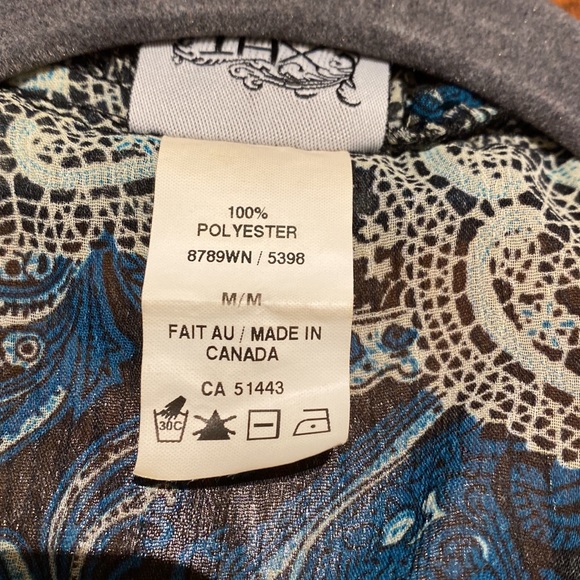 100%
POLYESTER
8789WN / 5398
M/M
FAIT AU / MADE IN
CANADA
CA 51443
30C